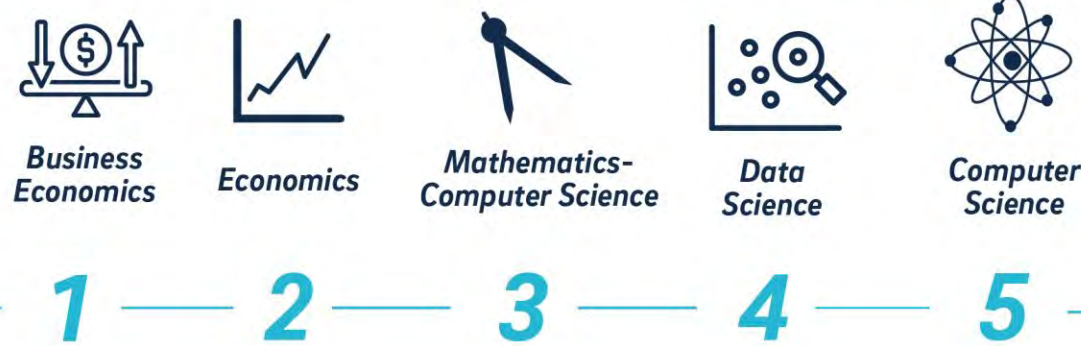 $
Business
Economics
Economics
Mathematics-
Computer Science
Data
Science
Computer
Science
1
2
3
4
5